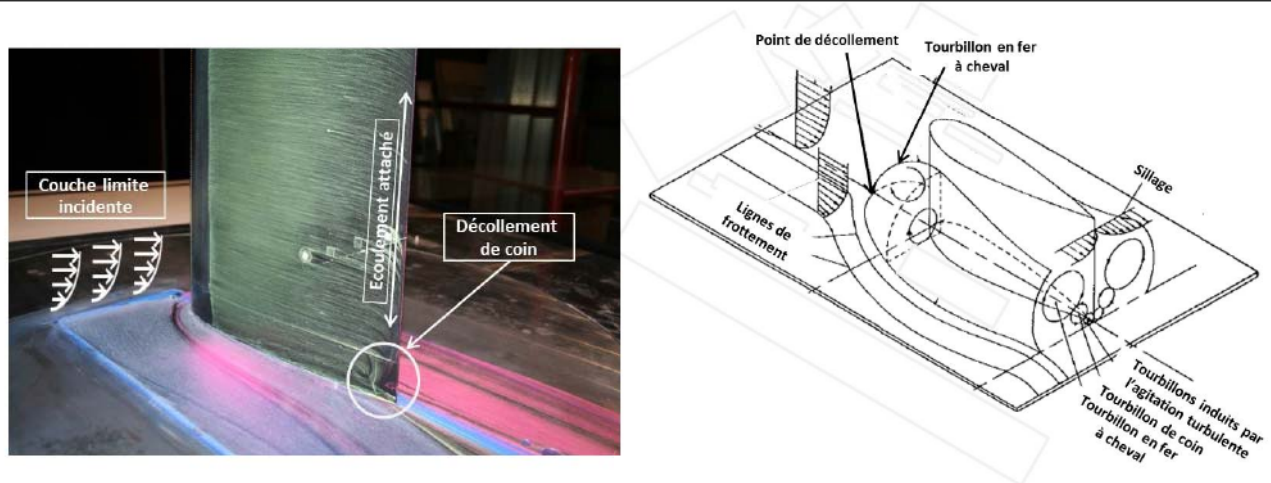 Couche limite
incidente
Ecoulement attaché
Décollement
de coin
Point de décollement
Tourbillon en fer
à cheval
Lignes de
frottement
Sillage
Tourbillons induits par
l'agitation turbulente
Tourbillon de coin
Tourbillon en fer
à cheval